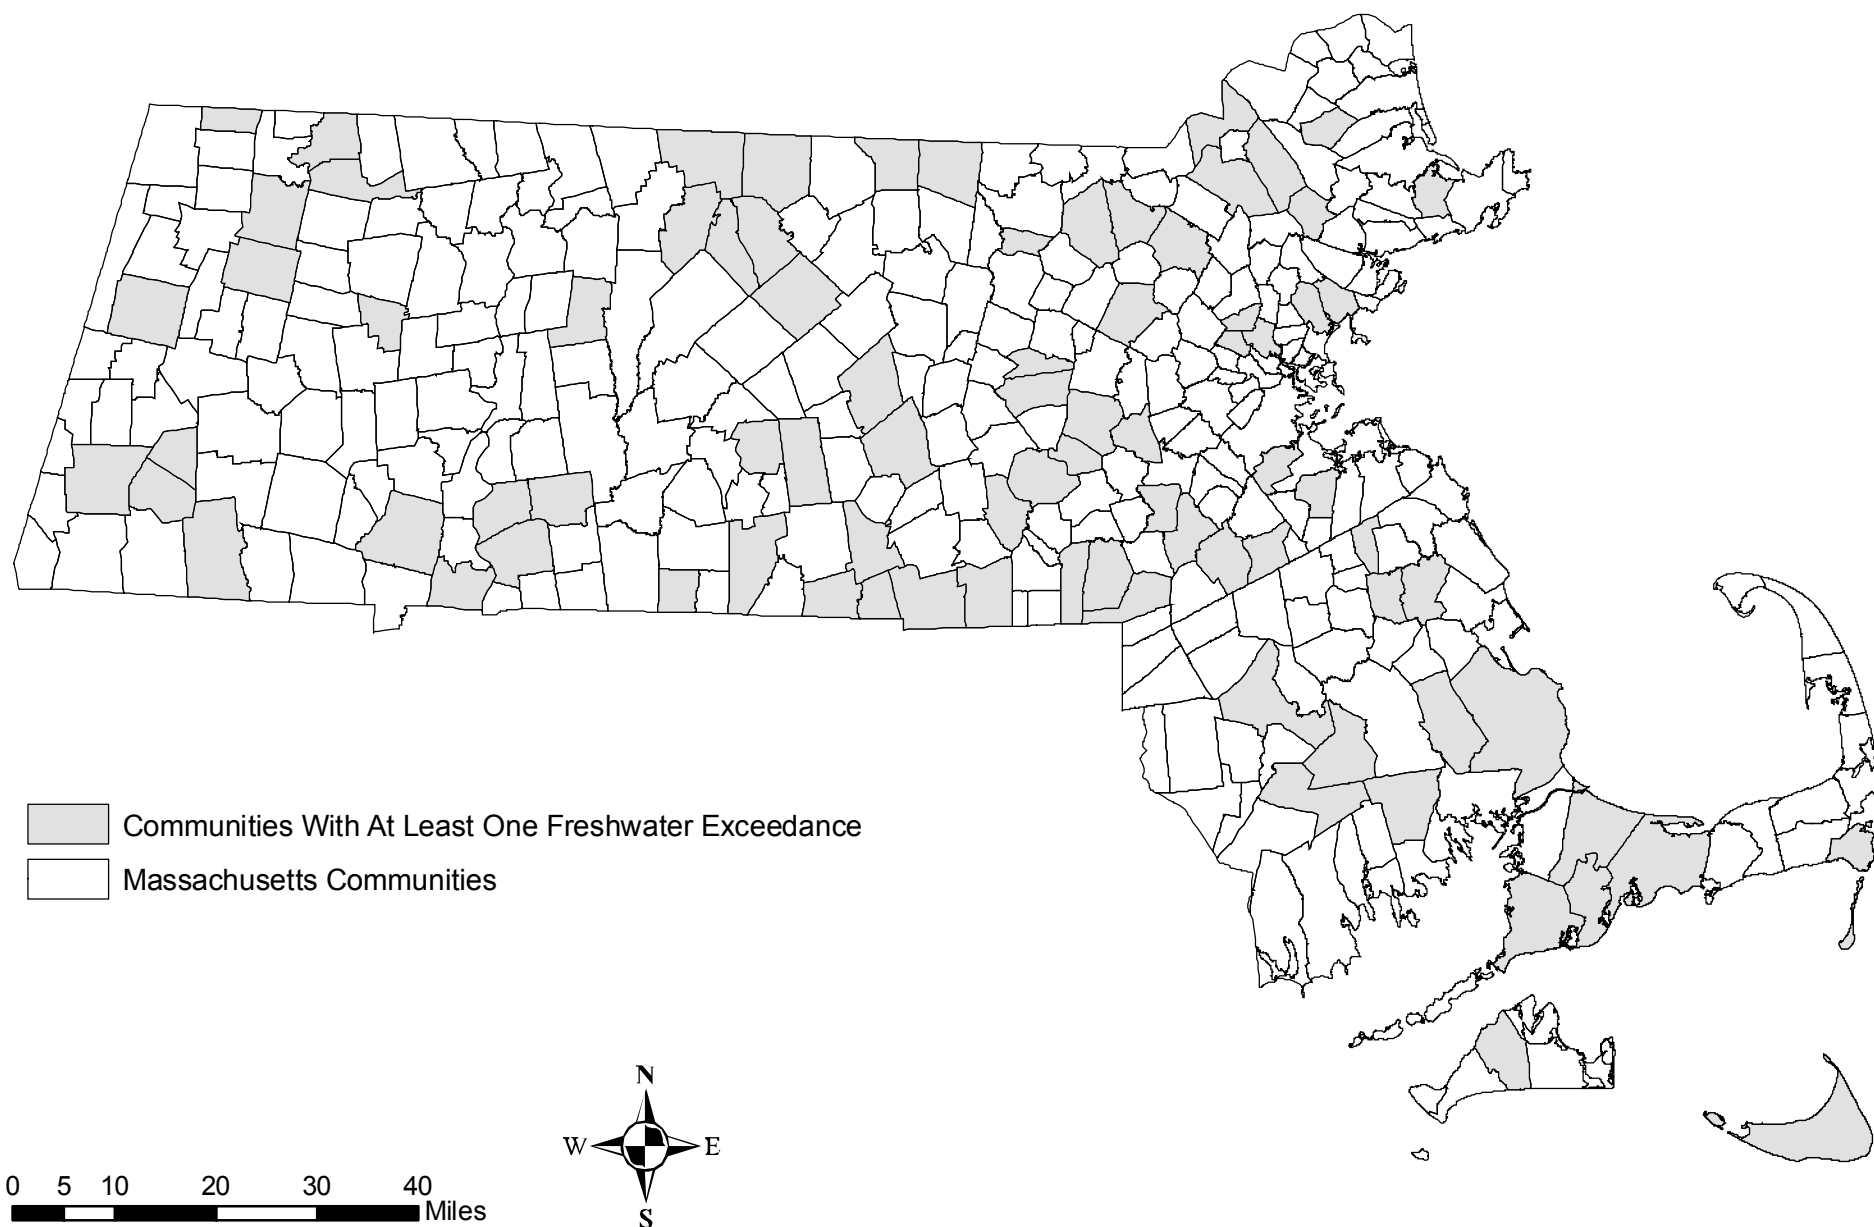 Communities With At Least One Freshwater Exceedance
Massachusetts Communities
N
W E
S
0 5 10 20 30 40
Miles